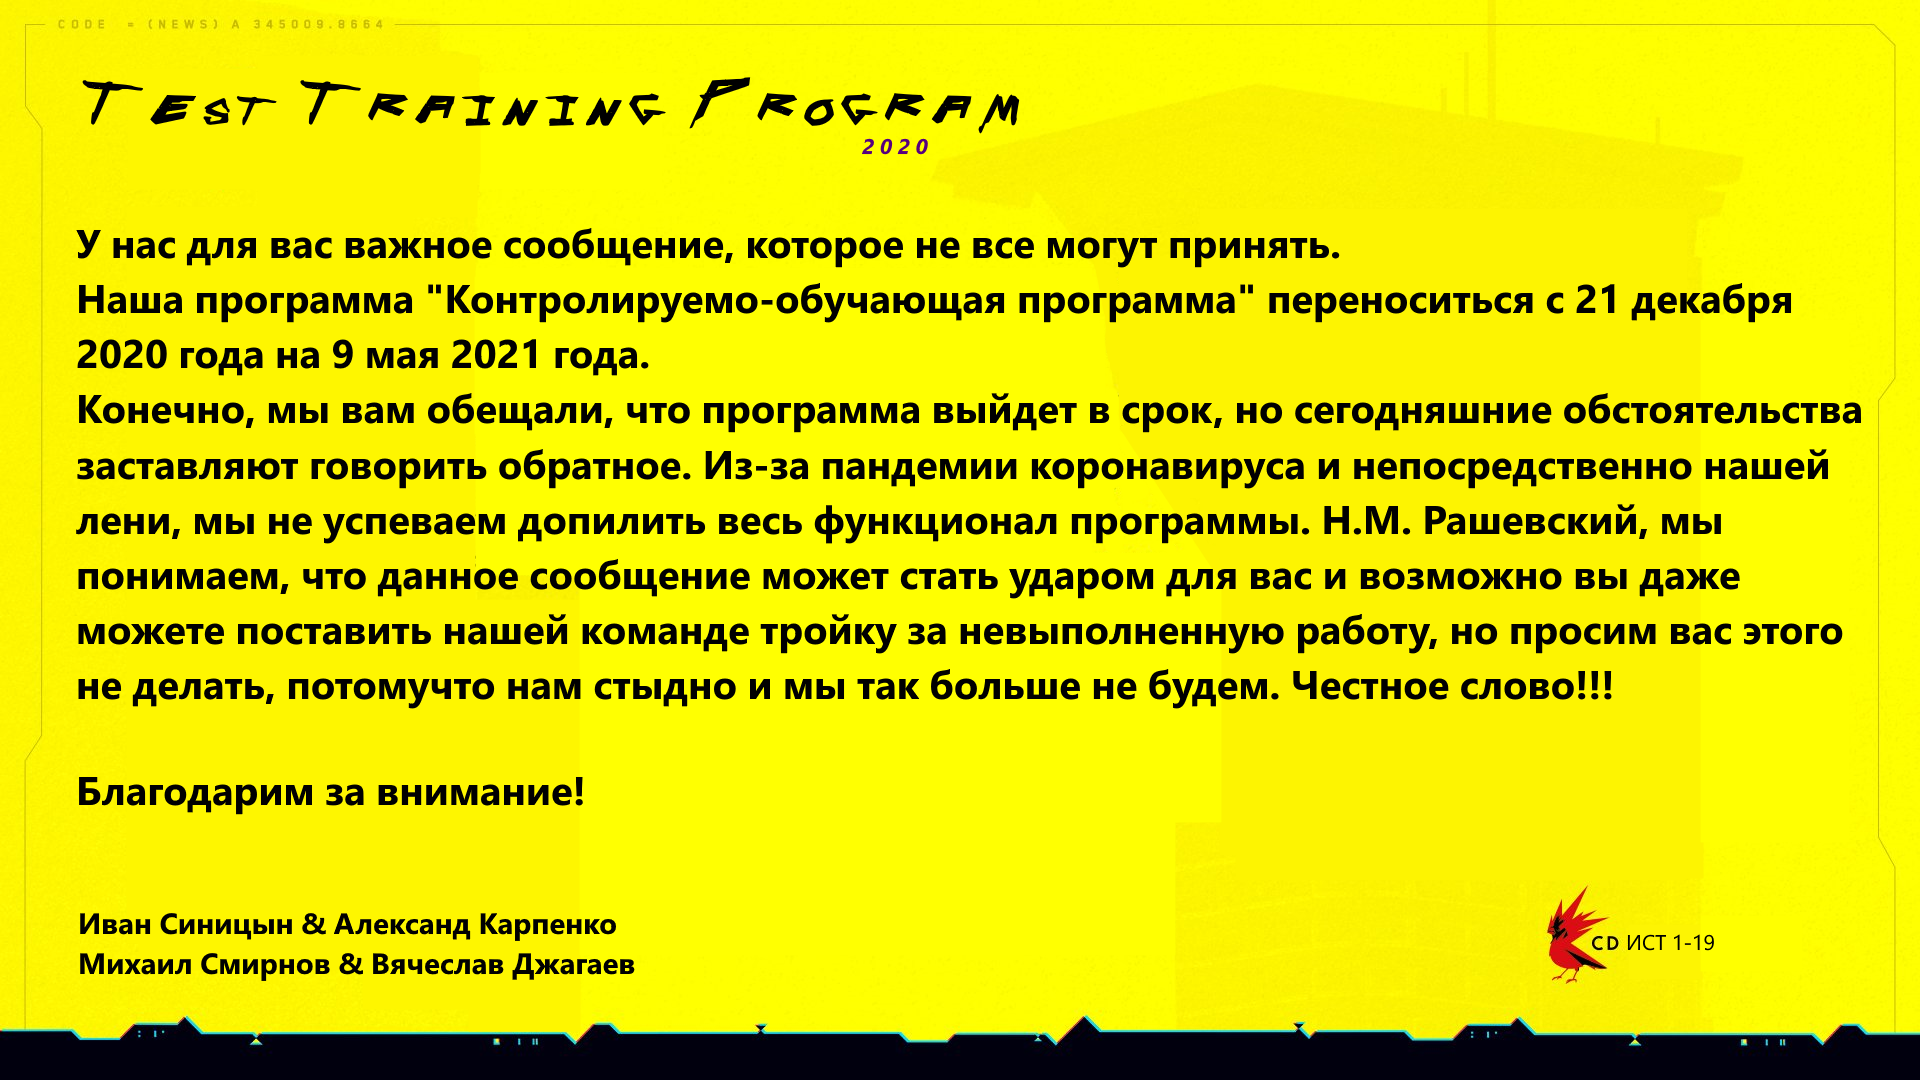 CODE = (NEWS) A 345009.8664
Test Training Program
2020
У нас для вас важное сообщение, которое не все могут принять.
Наша программа "Контролируемо-обучающая программа" переноситься с 21 декабря
2020 года на 9 мая 2021 года.
Конечно, мы вам обещали, что программа выйдет в срок, но сегодняшние обстоятельства
заставляют говорить обратное. Из-за пандемии коронавируса и непосредственно нашей
лени, мы не успеваем допилить весь функционал программы. Н.М. Рашевский, мы
понимаем, что данное сообщение может стать ударом для вас и возможно вы даже
можете поставить нашей команде тройку за невыполненную работу, но просим вас этого
не делать, потомучто нам стыдно и мы так больше не будем. Честное слово!!!
Благодарим за внимание!
Иван Синицын & Александ Карпенко
Михаил Смирнов & Вячеслав Джагаев
CD ИСТ 1-19